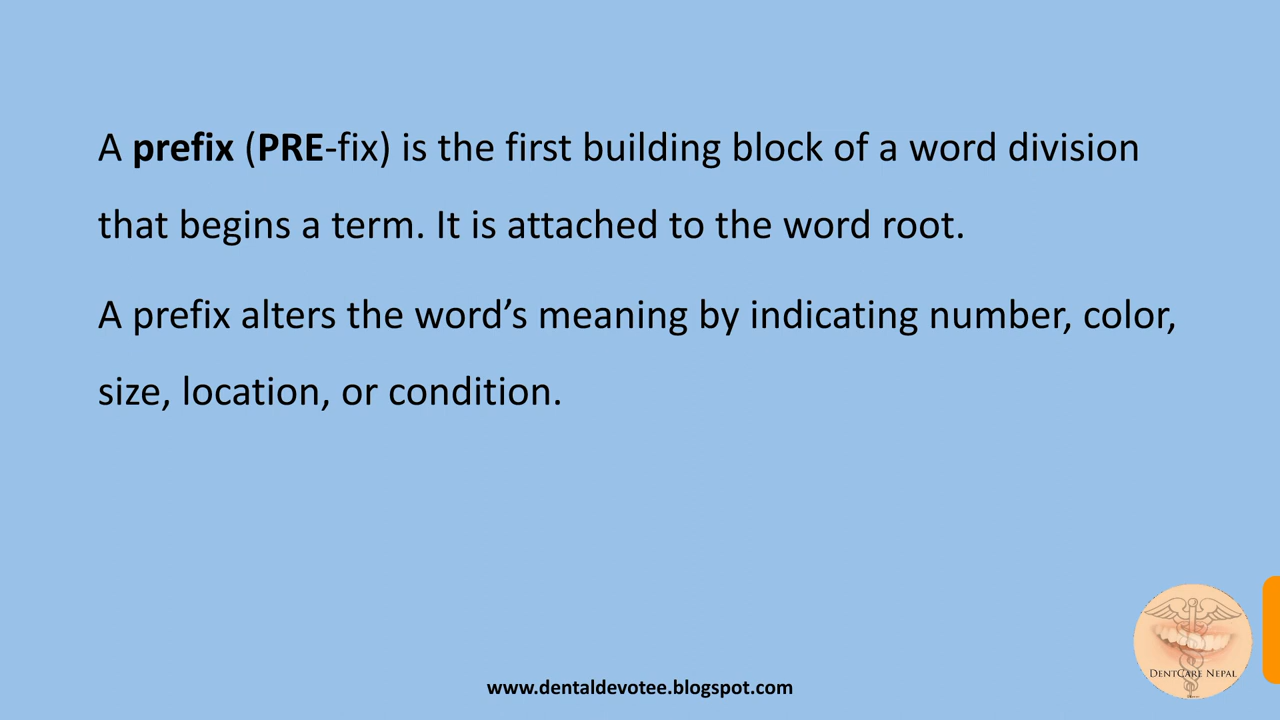 A prefix (PRE-fix) is the first building block of a word division
that begins a term. It is attached to the word root.
A prefix alters the word’s meaning by indicating number, color,
size, location, or condition.
DentCare Nepal
www.dentaldevotee.blogspot.com